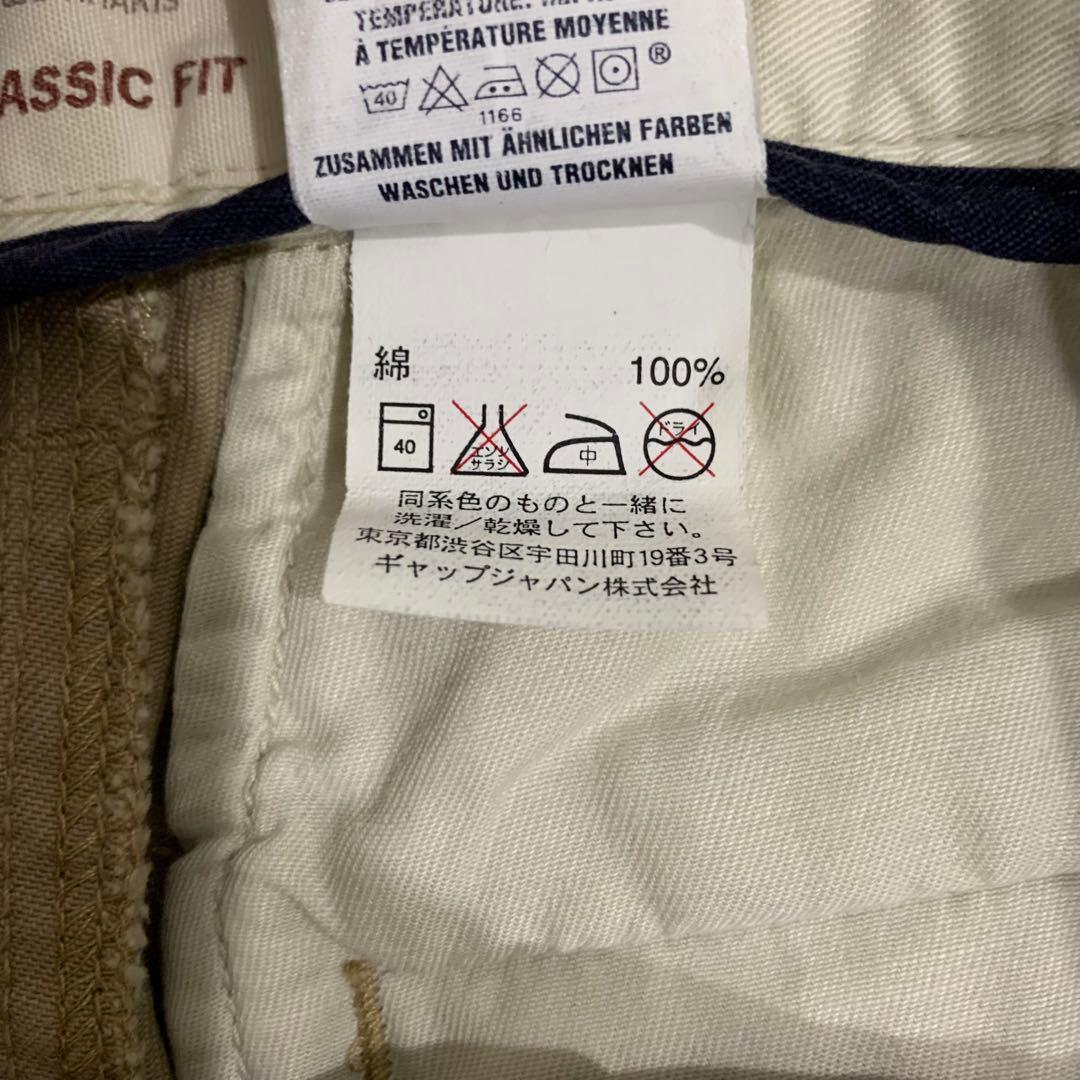 ASSIC FIT
TEMPÉRATURE.
À TEMPÉRATURE MOYENNE
40
®
1166
ZUSAMMEN MIT ÄHNLICHEN FARBEN
WASCHEN UND TROCKNEN
綿 100%
40 エンソ サラシ 中 ドライ
同系色のものと一緒に
洗濯/乾燥して下さい。
東京都渋谷区宇田川町19番3号
ギャップジャパン株式会社